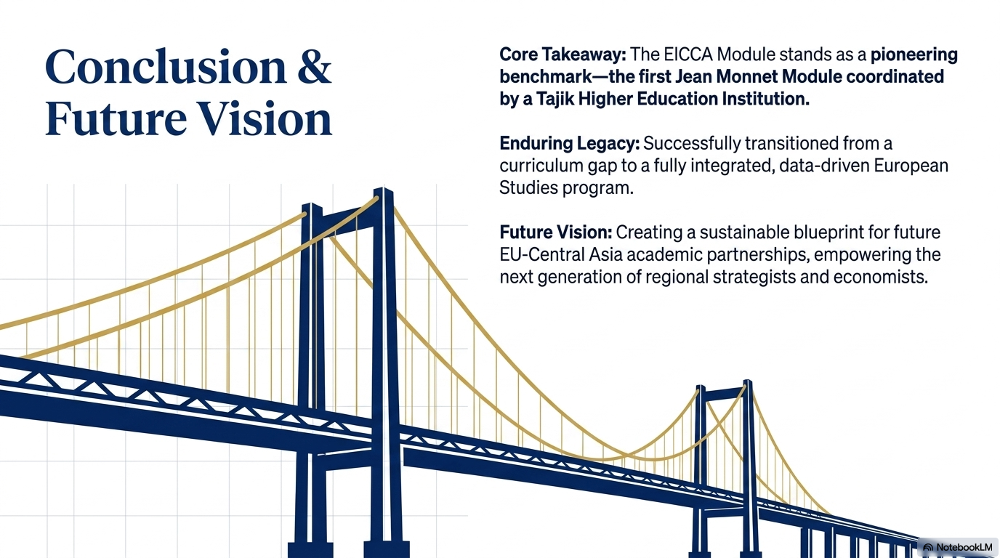 Conclusion &
Future Vision
Core Takeaway: The EICCA Module stands as a pioneering
benchmark—the first Jean Monnet Module coordinated
by a Tajik Higher Education Institution.
Enduring Legacy: Successfully transitioned from a
curriculum gap to a fully integrated, data-driven European
Studies program.
Future Vision: Creating a sustainable blueprint for future
EU-Central Asia academic partnerships, empowering the
next generation of regional strategists and economists.
NotebookLM